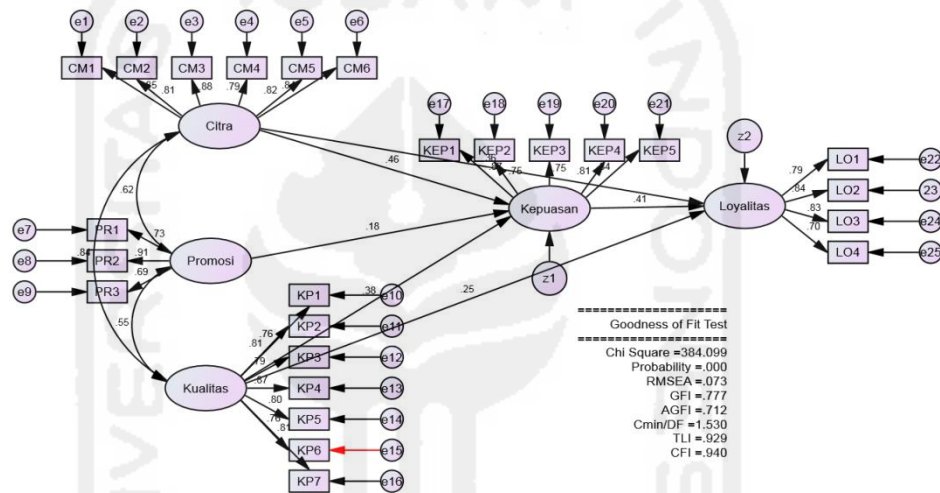 e1 e2 e3 e4 e5 e6
CM1 CM2 CM3 CM4 CM5 CM6
.85 .81 .88 .79 .82
Citra
e17 e18 e19 e20 e21
KEP1 KEP2 KEP3 KEP4 KEP5
.75 .75 .81
z2
.46
.62
Kepuasan
.41
Loyalitas
.79 LO1 e22
.84 LO2 23
.83 LO3 e24
.70 LO4 e25
e7 PR1 .73
e8 PR2 .91
e9 PR3 .69
.84
Promosi
.18
z1
.55
.38
.25
Kualitas
.76 KP1 e10
.81 KP2 e11
.79 KP3 e12
.87 KP4 e13
.80 KP5 e14
.76 KP6 e15
.81 KP7 e16
====================
Goodness of Fit Test
====================
Chi Square =384.099
Probability =.000
RMSEA =.073
GFI =.777
AGFI =.712
Cmin/DF =1.530
TLI =.929
CFI =.940